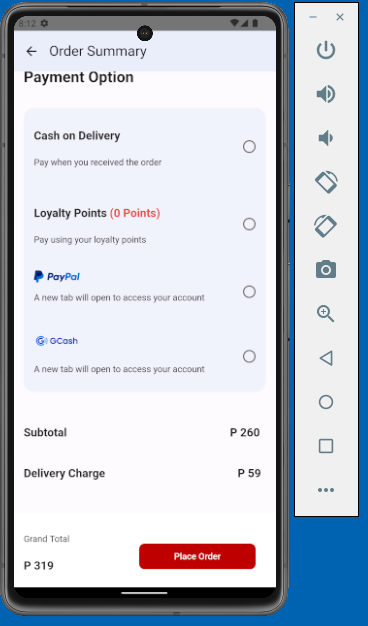 8:12
Order Summary
Payment Option
Cash on Delivery
Pay when you received the order
Loyalty Points (0 Points)
Pay using your loyalty points
PayPal
A new tab will open to access your account
GCash
A new tab will open to access your account
Subtotal P 260
Delivery Charge P 59
Grand Total
P 319
Place Order